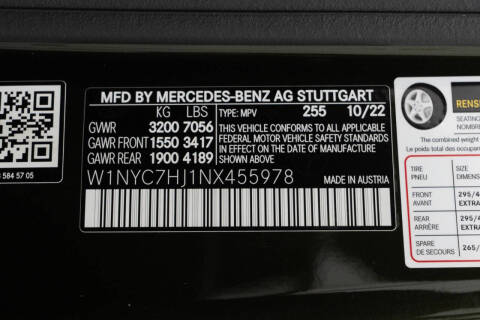 MFD BY MERCEDES-BENZ AG STUTTGART
KG LBS TYPE: MPV 255 10/22
GVWR 3200 7056
GAWR FRONT 1550 3417
GAWR REAR 1900 4189
THIS VEHICLE CONFORMS TO ALL APPLICABLE
FEDERAL MOTOR VEHICLE SAFETY STANDARDS
IN EFFECT ON THE DATE OF MANUFACTURE
SHOWN ABOVE.
W1NYC7HJ1NX455978 MADE IN AUSTRIA
584 5705
RENSE
SEATING
NOMBRE
The combined weight
Le poids total des occu
TIRE SIZE
PNEU DIMENS
FRONT 295/4
AVANT EXTRA
REAR 295/4
ARRIÈRE EXTRA
SPARE
DE SECOURS 265/